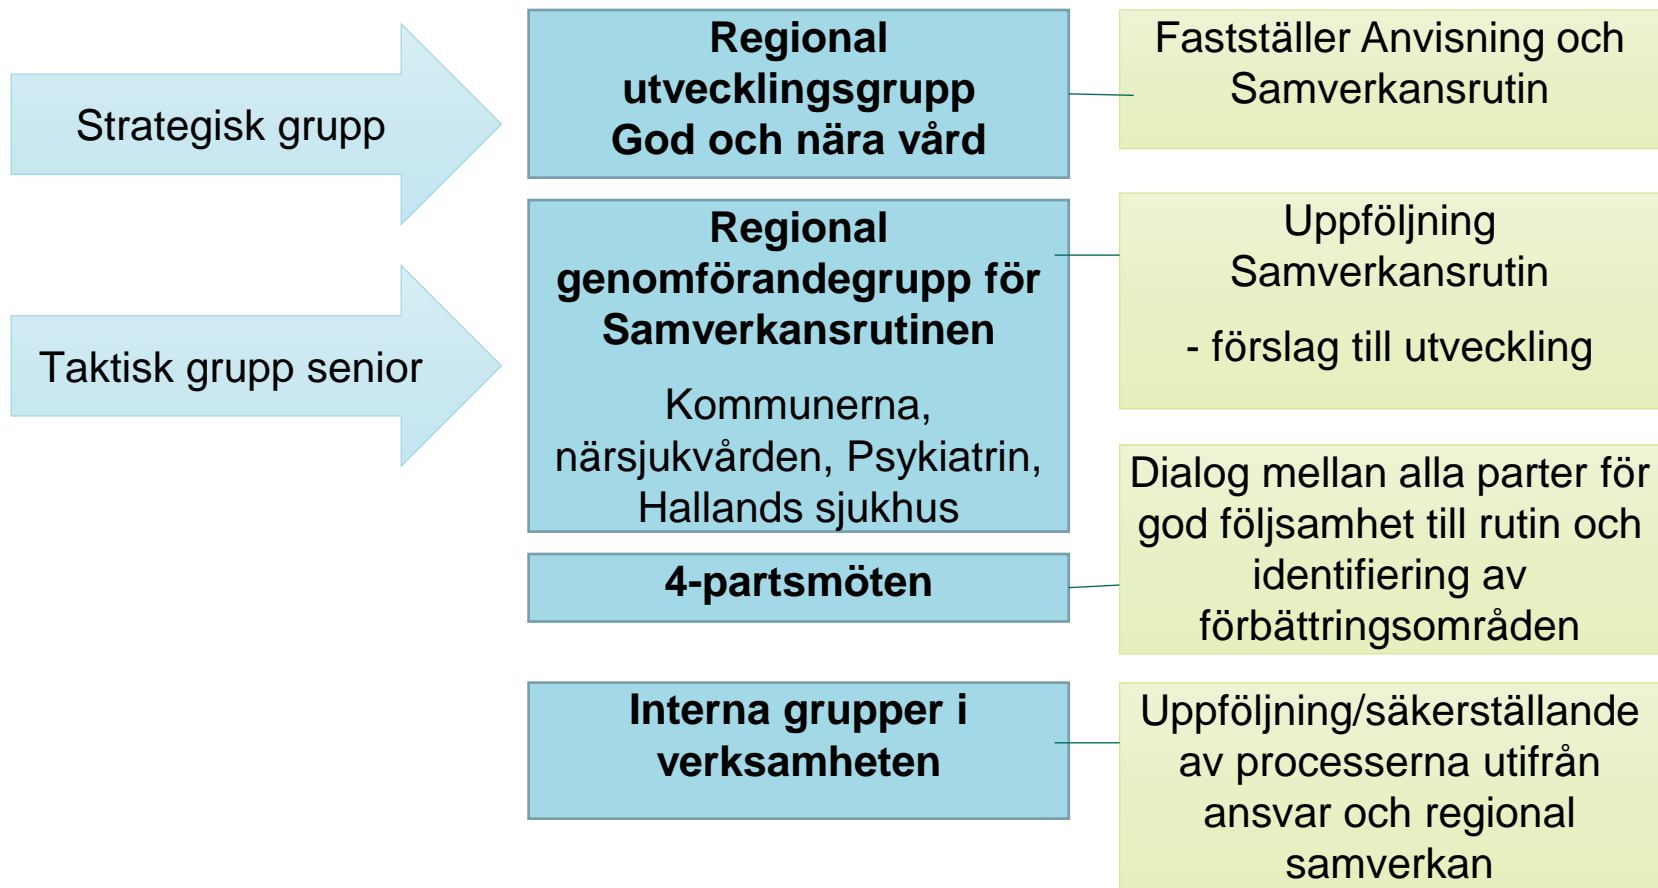 Strategisk grupp
Regional
utvecklingsgrupp
God och nära vård
Fastställer Anvisning och
Samverkansrutin
Taktisk grupp senior
Regional
genomförandegrupp för
Samverkansrutinen
Kommunerna,
närsjukvården, Psykiatrin,
Hallands sjukhus
Uppföljning
Samverkansrutin
- förslag till utveckling
4-partsmöten
Dialog mellan alla parter för
god följsamhet till rutin och
identifiering av
förbättringsområden
Interna grupper i
verksamheten
Uppföljning/säkerställande
av processerna utifrån
ansvar och regional
samverkan